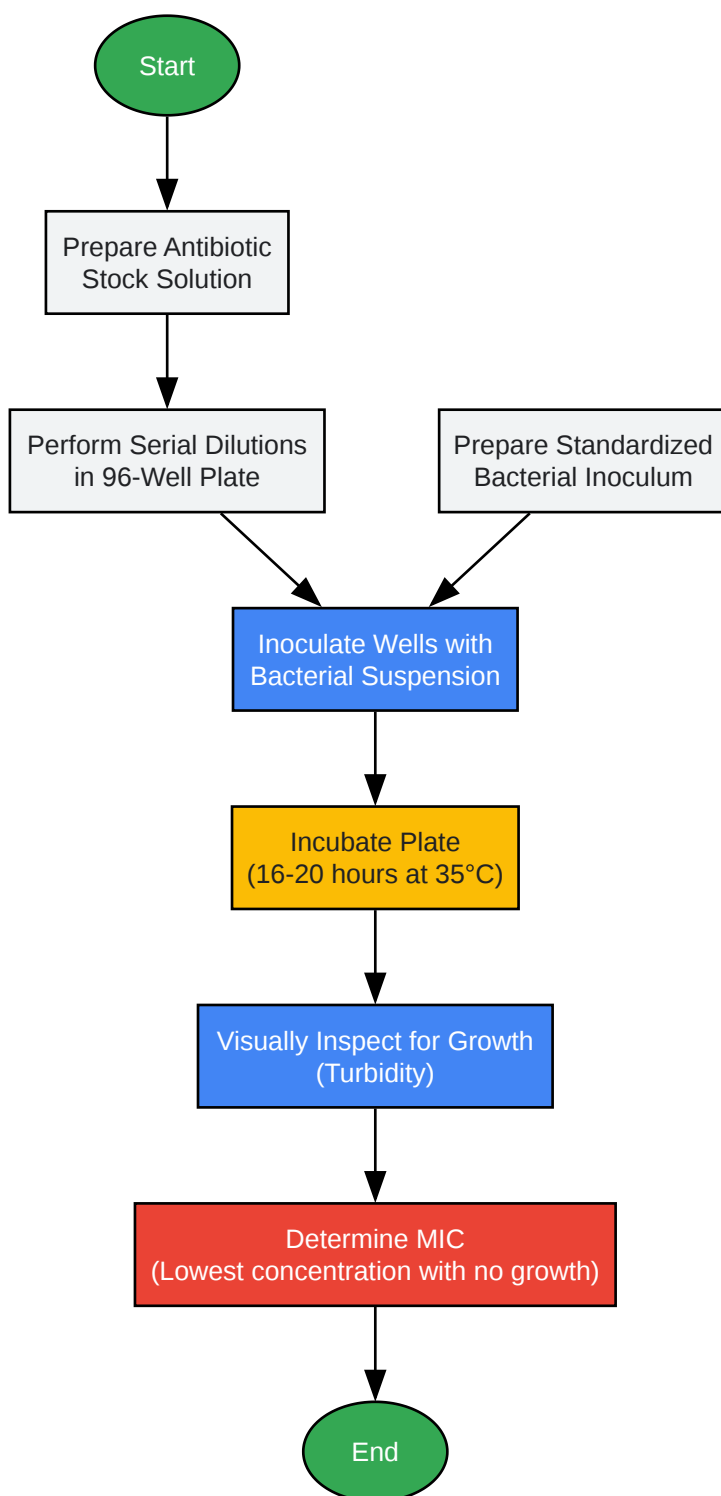 Start
Prepare Antibiotic
Stock Solution
Perform Serial Dilutions
in 96-Well Plate
Prepare Standardized
Bacterial Inoculum
Inoculate Wells with
Bacterial Suspension
Incubate Plate
(16-20 hours at 35°C)
Visually Inspect for Growth
(Turbidity)
Determine MIC
(Lowest concentration with no growth)
End